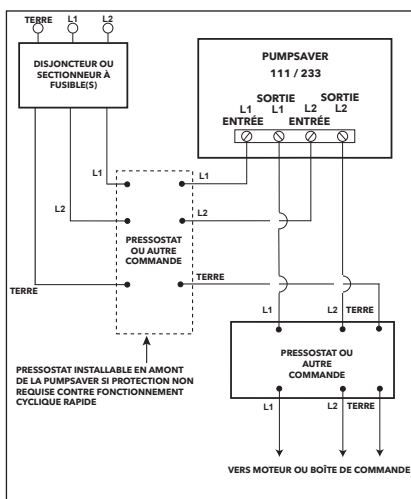 TERRE L1 L2
DISJONCTEUR OU
SECTIONNEUR À
FUSIBLE(S)
PUMPSAVER
111 / 233
SORTIE SORTIE
L1 L1 L2 L2
ENTRÉE ENTRÉE
L1
L1
L2
L2
PRESSOSTAT
OU AUTRE
COMMANDE
TERRE
TERRE
L1 L2 TERRE
PRESSOSTAT OU
AUTRE
COMMANDE
PRESSOSTAT INSTALLABLE EN AMONT
DE LA PUMPSAVER SI PROTECTION NON
REQUISE CONTRE FONCTIONNEMENT
CYCLIQUE RAPIDE
L1 L2 TERRE
VERS MOTEUR OU BOÎTE DE COMMANDE